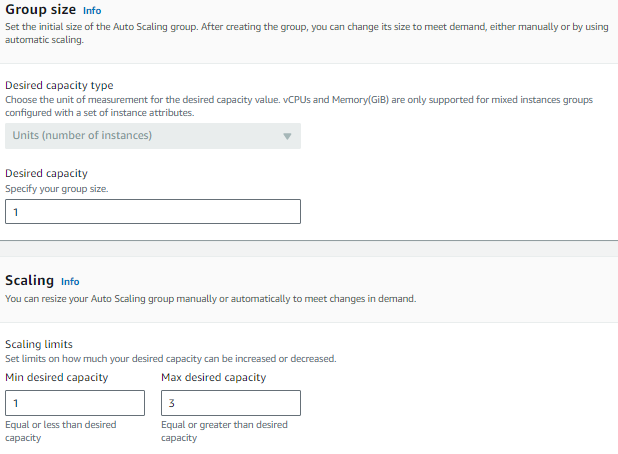 Group size Info
Set the initial size of the Auto Scaling group. After creating the group, you can change its size to meet demand, either manually or by using
automatic scaling.
Desired capacity type
Choose the unit of measurement for the desired capacity value. vCPUs and Memory(GiB) are only supported for mixed instances groups
configured with a set of instance attributes.
Units (number of instances)
Desired capacity
Specify your group size.
1
Scaling Info
You can resize your Auto Scaling group manually or automatically to meet changes in demand.
Scaling limits
Set limits on how much your desired capacity can be increased or decreased.
Min desired capacity Max desired capacity
1 3
Equal or less than desired Equal or greater than desired
capacity capacity